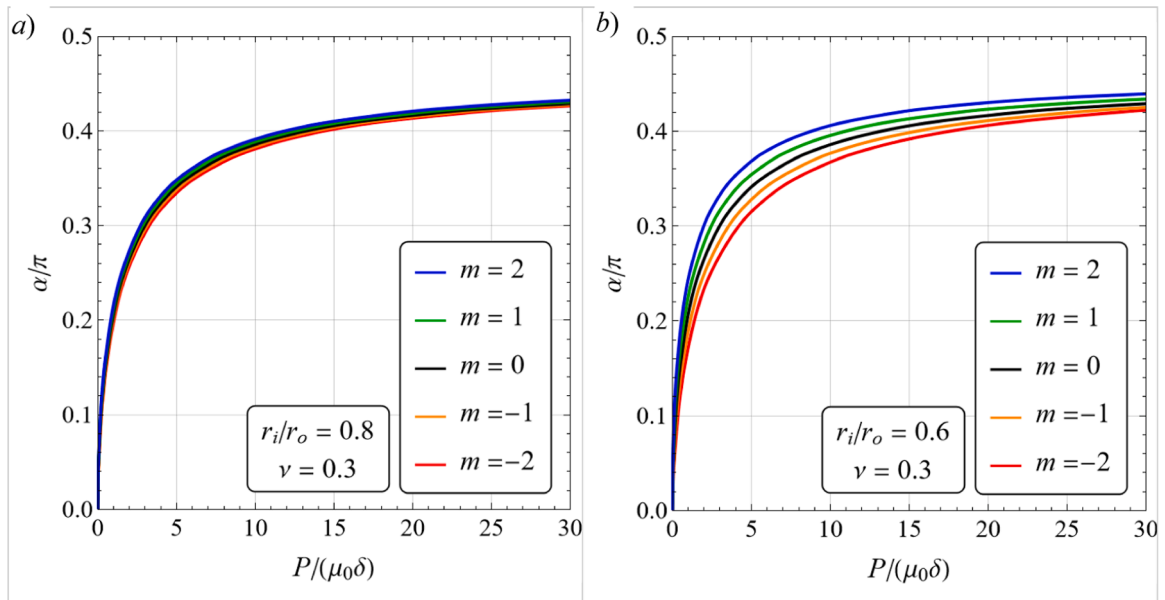 a)
0.5
0.4
0.3
0.2
0.1
0.0
α/π
0 5 10 15 20 25 30
P/(μ₀δ)
m = 2
m = 1
m = 0
m =−1
m =−2
rᵢ/rₒ = 0.8
ν = 0.3
b)
0.5
0.4
0.3
0.2
0.1
0.0
α/π
0 5 10 15 20 25 30
P/(μ₀δ)
m = 2
m = 1
m = 0
m =−1
m =−2
rᵢ/rₒ = 0.6
ν = 0.3